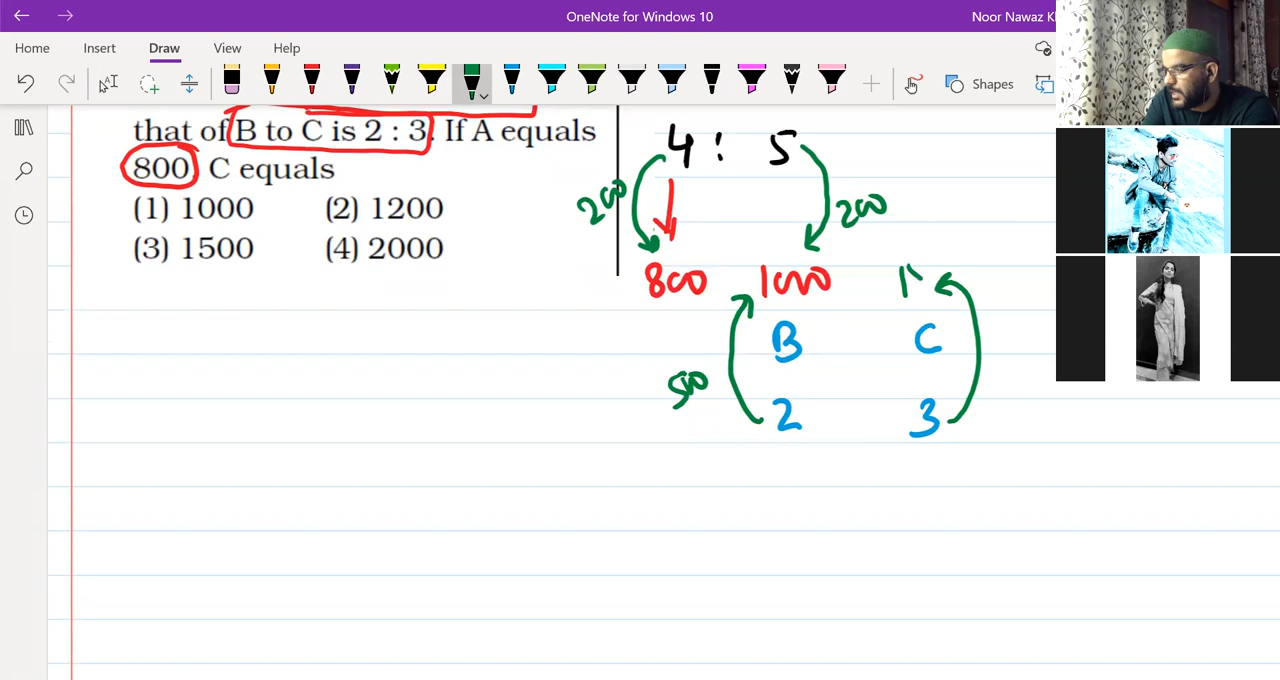 OneNote for Windows 10
Noor Nawaz
Home Insert Draw View Help
Shapes
that of B to C is 2 : 3. If A equals
800, C equals
(1) 1000 (2) 1200
(3) 1500 (4) 2000
4 : 5
200 200
800 1000
B C
500
2 3